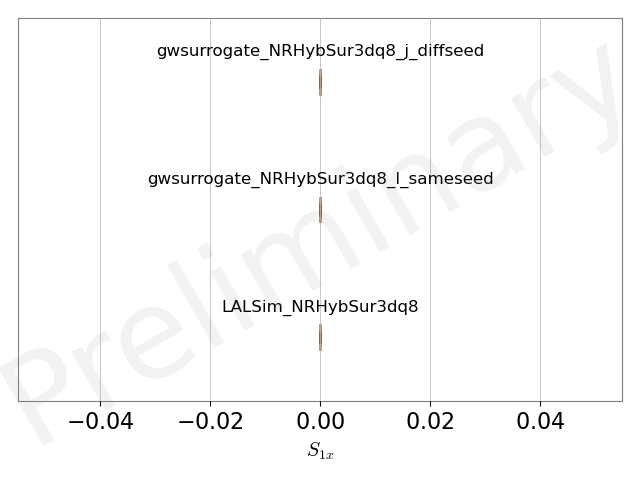 gwsurrogate_NRHybSur3dq8_j_diffseed
gwsurrogate_NRHybSur3dq8_l_sameseed
LALSim_NRHybSur3dq8
Preliminary
−0.04 −0.02 0.00 0.02 0.04
S1x